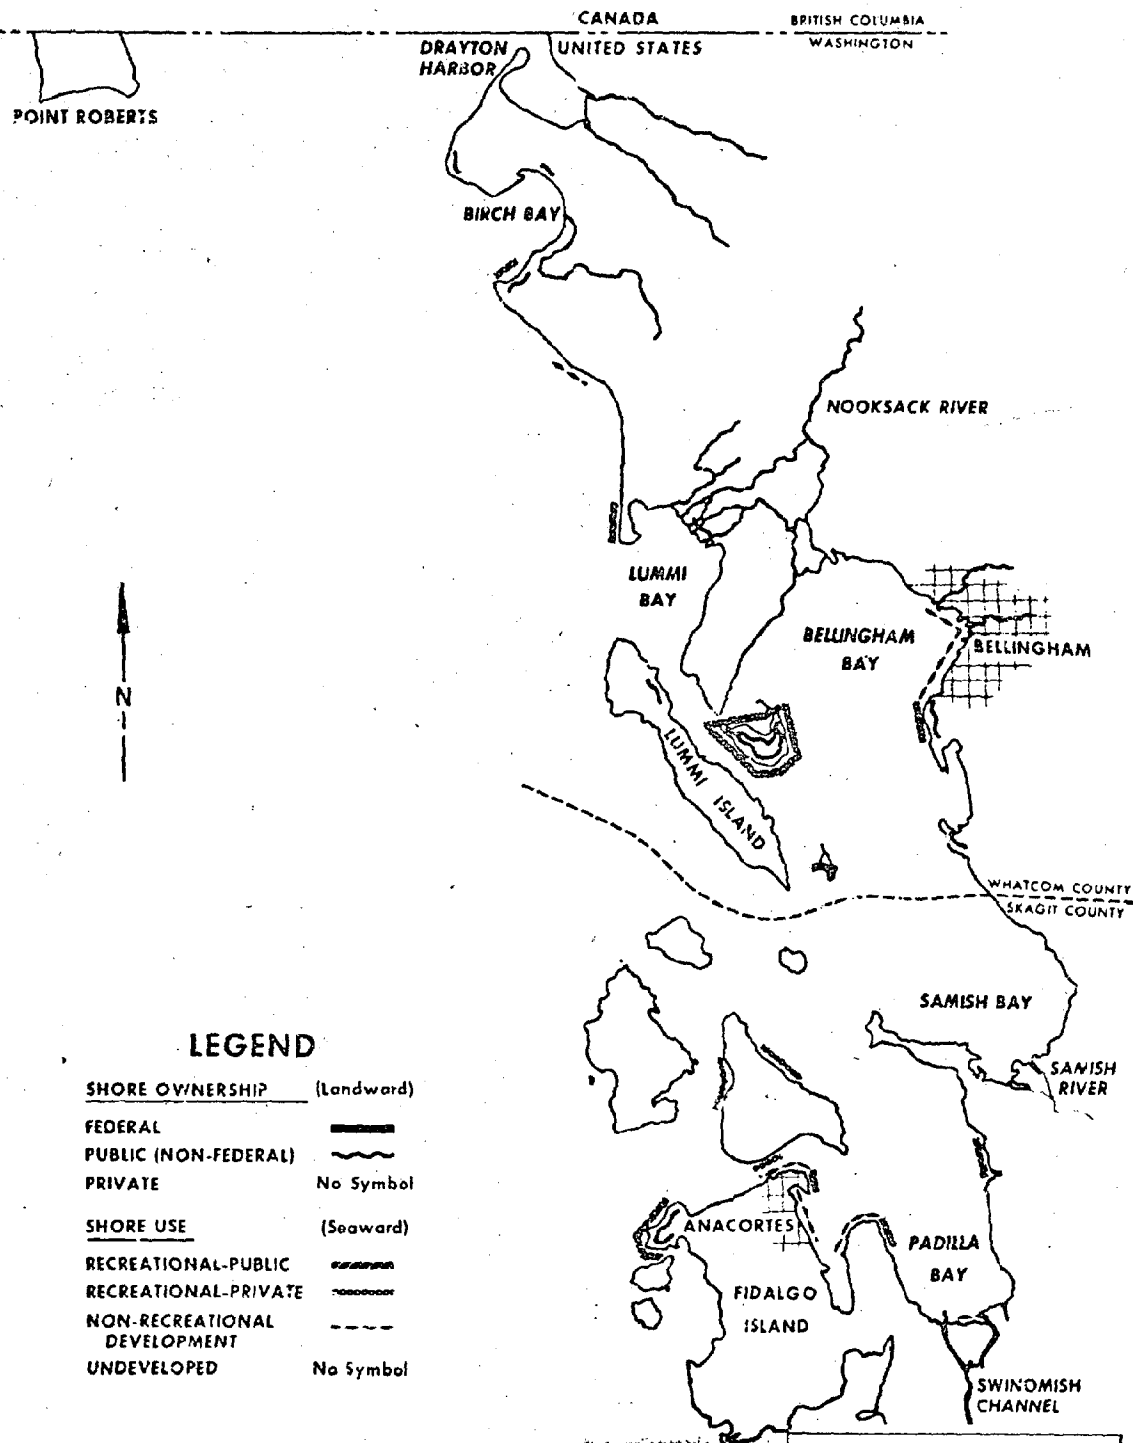 CANADA
BRITISH COLUMBIA
UNITED STATES
WASHINGTON
DRAYTON
HARBOR
POINT ROBERTS
BIRCH BAY
NOOKSACK RIVER
LUMMI
BAY
BELLINGHAM
BAY
BELLINGHAM
N
LUMMI ISLAND
WHATCOM COUNTY
SKAGIT COUNTY
SAMISH BAY
SAMISH
RIVER
ANACORTES
PADILLA
BAY
FIDALGO
ISLAND
SWINOMISH
CHANNEL
LEGEND
SHORE OWNERSHIP (Landward)
FEDERAL
PUBLIC (NON-FEDERAL)
PRIVATE No Symbol
SHORE USE (Seaward)
RECREATIONAL-PUBLIC
RECREATIONAL-PRIVATE
NON-RECREATIONAL
DEVELOPMENT
UNDEVELOPED No Symbol